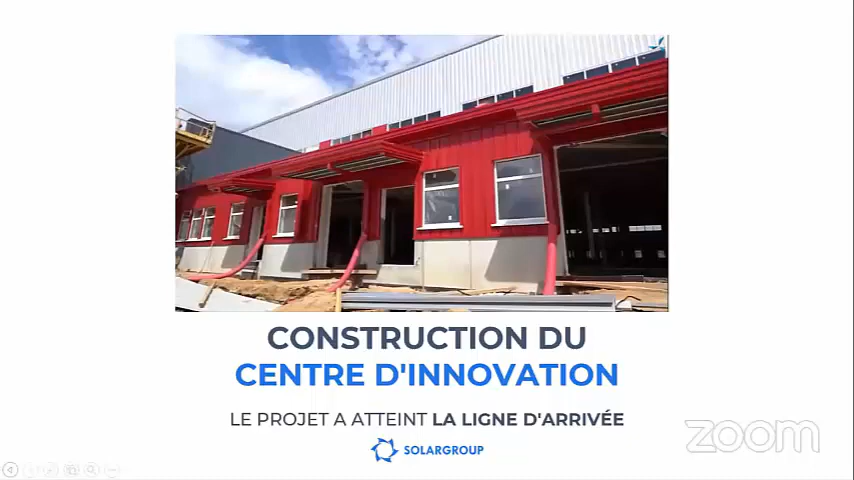 CONSTRUCTION DU
CENTRE D'INNOVATION
LE PROJET A ATTEINT LA LIGNE D'ARRIVÉE
SOLARGROUP
zoom